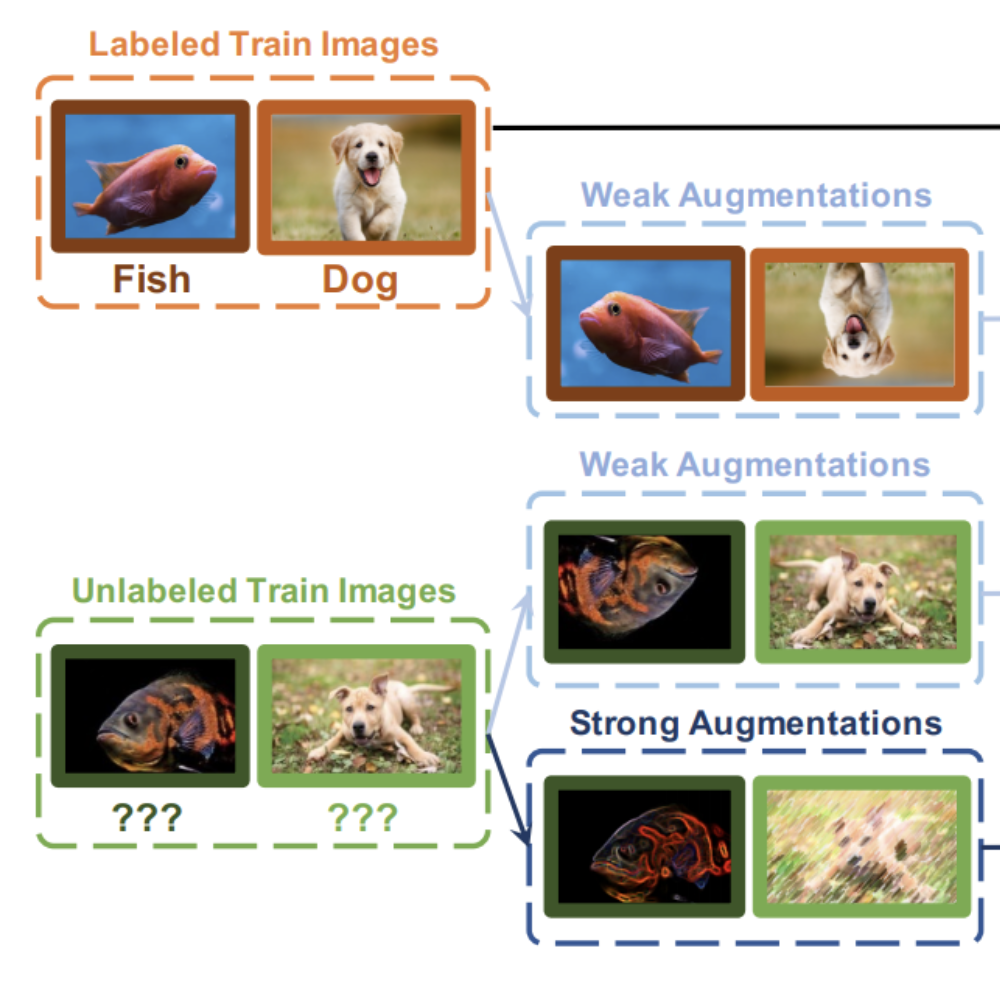 Labeled Train Images
Fish
Dog
Weak Augmentations
Weak Augmentations
Unlabeled Train Images
???
???
Strong Augmentations